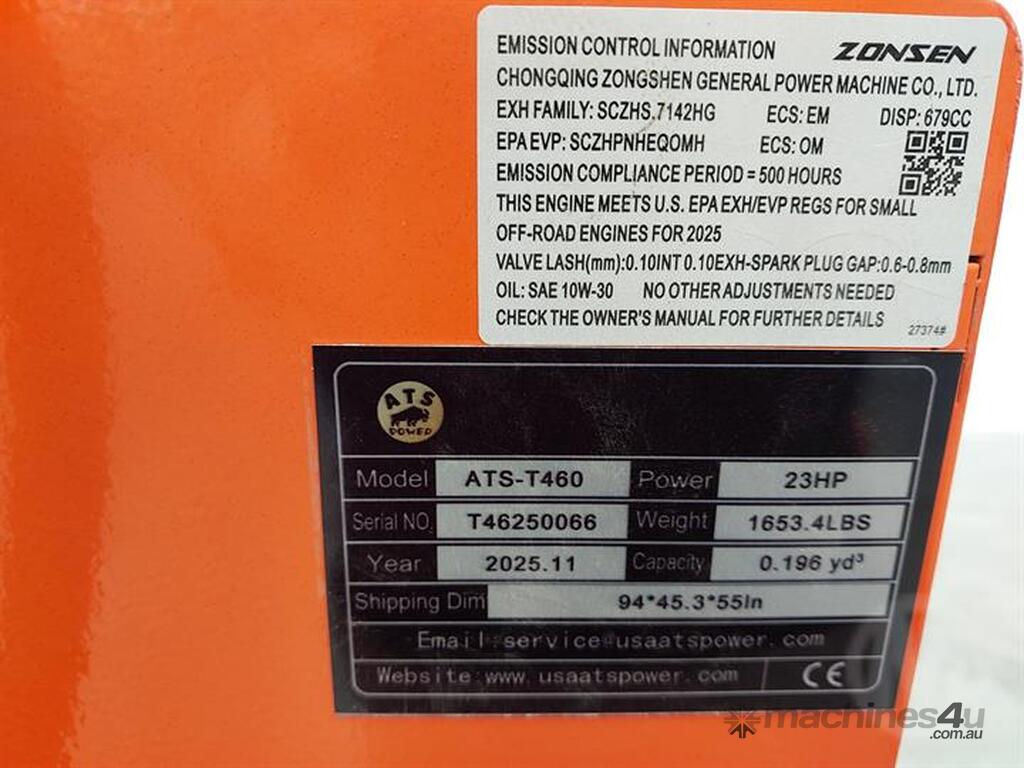 EMISSION CONTROL INFORMATION ZONSEN
CHONGQING ZONGSHEN GENERAL POWER MACHINE CO., LTD.
EXH FAMILY: SCZHS.7142HG ECS: EM DISP: 679CC
EPA EVP: SCZHPNHEQOMH ECS: OM
EMISSION COMPLIANCE PERIOD = 500 HOURS
THIS ENGINE MEETS U.S. EPA EXH/EVP REGS FOR SMALL
OFF-ROAD ENGINES FOR 2025
VALVE LASH(mm):0.10INT 0.10EXH-SPARK PLUG GAP:0.6-0.8mm
OIL: SAE 10W-30 NO OTHER ADJUSTMENTS NEEDED
CHECK THE OWNER'S MANUAL FOR FURTHER DETAILS
27374#
ATS
POWER
Model ATS-T460 Power 23HP
Serial NO. T46250066 Weight 1653.4LBS
Year 2025.11 Capacity 0.196 yd³
Shipping Dim 94*45.3*55In
Email:service@usaatspower.com
Website:www.usaatspower.com CE
machines4u
.com.au